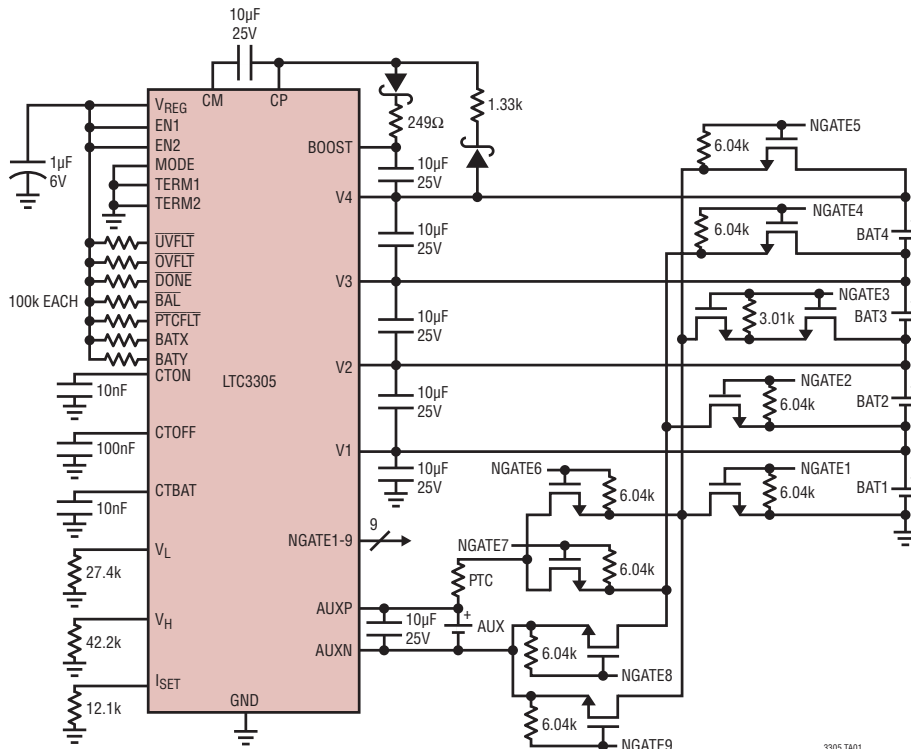 10µF
25V
CM
CP
VREG
EN1
EN2
MODE
TERM1
TERM2
1µF
6V
UVFLT
OVFLT
DONE
BAL
PTCFLT
BATX
BATY
100k EACH
CTON
10nF
CTOFF
100nF
CTBAT
10nF
VL
27.4k
VH
42.2k
ISET
12.1k
LTC3305
GND
BOOST
V4
V3
V2
V1
NGATE1-9
9
AUXP
AUXN
249Ω
1.33k
10µF
25V
10µF
25V
10µF
25V
10µF
25V
10µF
25V
10µF
25V
PTC
+
AUX
NGATE5
6.04k
NGATE4
6.04k
BAT4
NGATE3
3.01k
BAT3
NGATE2
6.04k
BAT2
NGATE6
6.04k
NGATE1
6.04k
BAT1
NGATE7
6.04k
6.04k
NGATE8
6.04k
NGATE9
3305 TA01